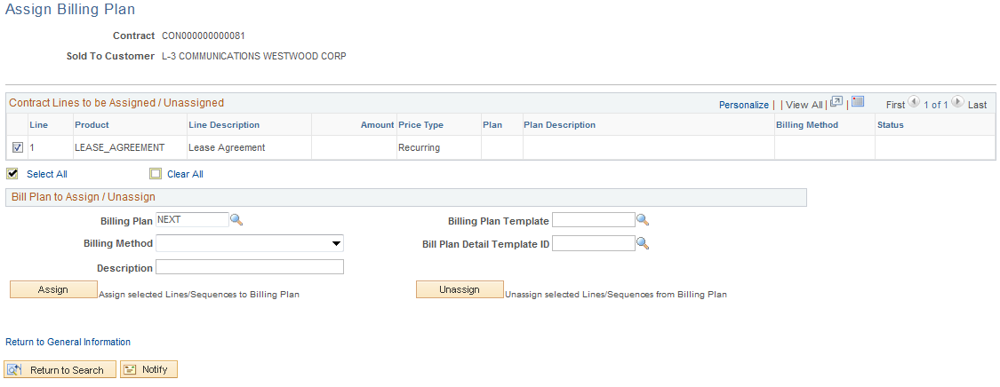 Assign Billing Plan
Contract CON000000000081
Sold To Customer L-3 COMMUNICATIONS WESTWOOD CORP
Contract Lines to be Assigned / Unassigned Personalize | | View All | | First 1 of 1 Last
Line Product Line Description Amount Price Type Plan Plan Description Billing Method Status
1 LEASE_AGREEMENT Lease Agreement Recurring
Select All Clear All
Bill Plan to Assign / Unassign
Billing Plan NEXT Billing Plan Template
Billing Method Bill Plan Detail Template ID
Description
Assign Assign selected Lines/Sequences to Billing Plan Unassign Unassign selected Lines/Sequences from Billing Plan
Return to General Information
Return to Search Notify